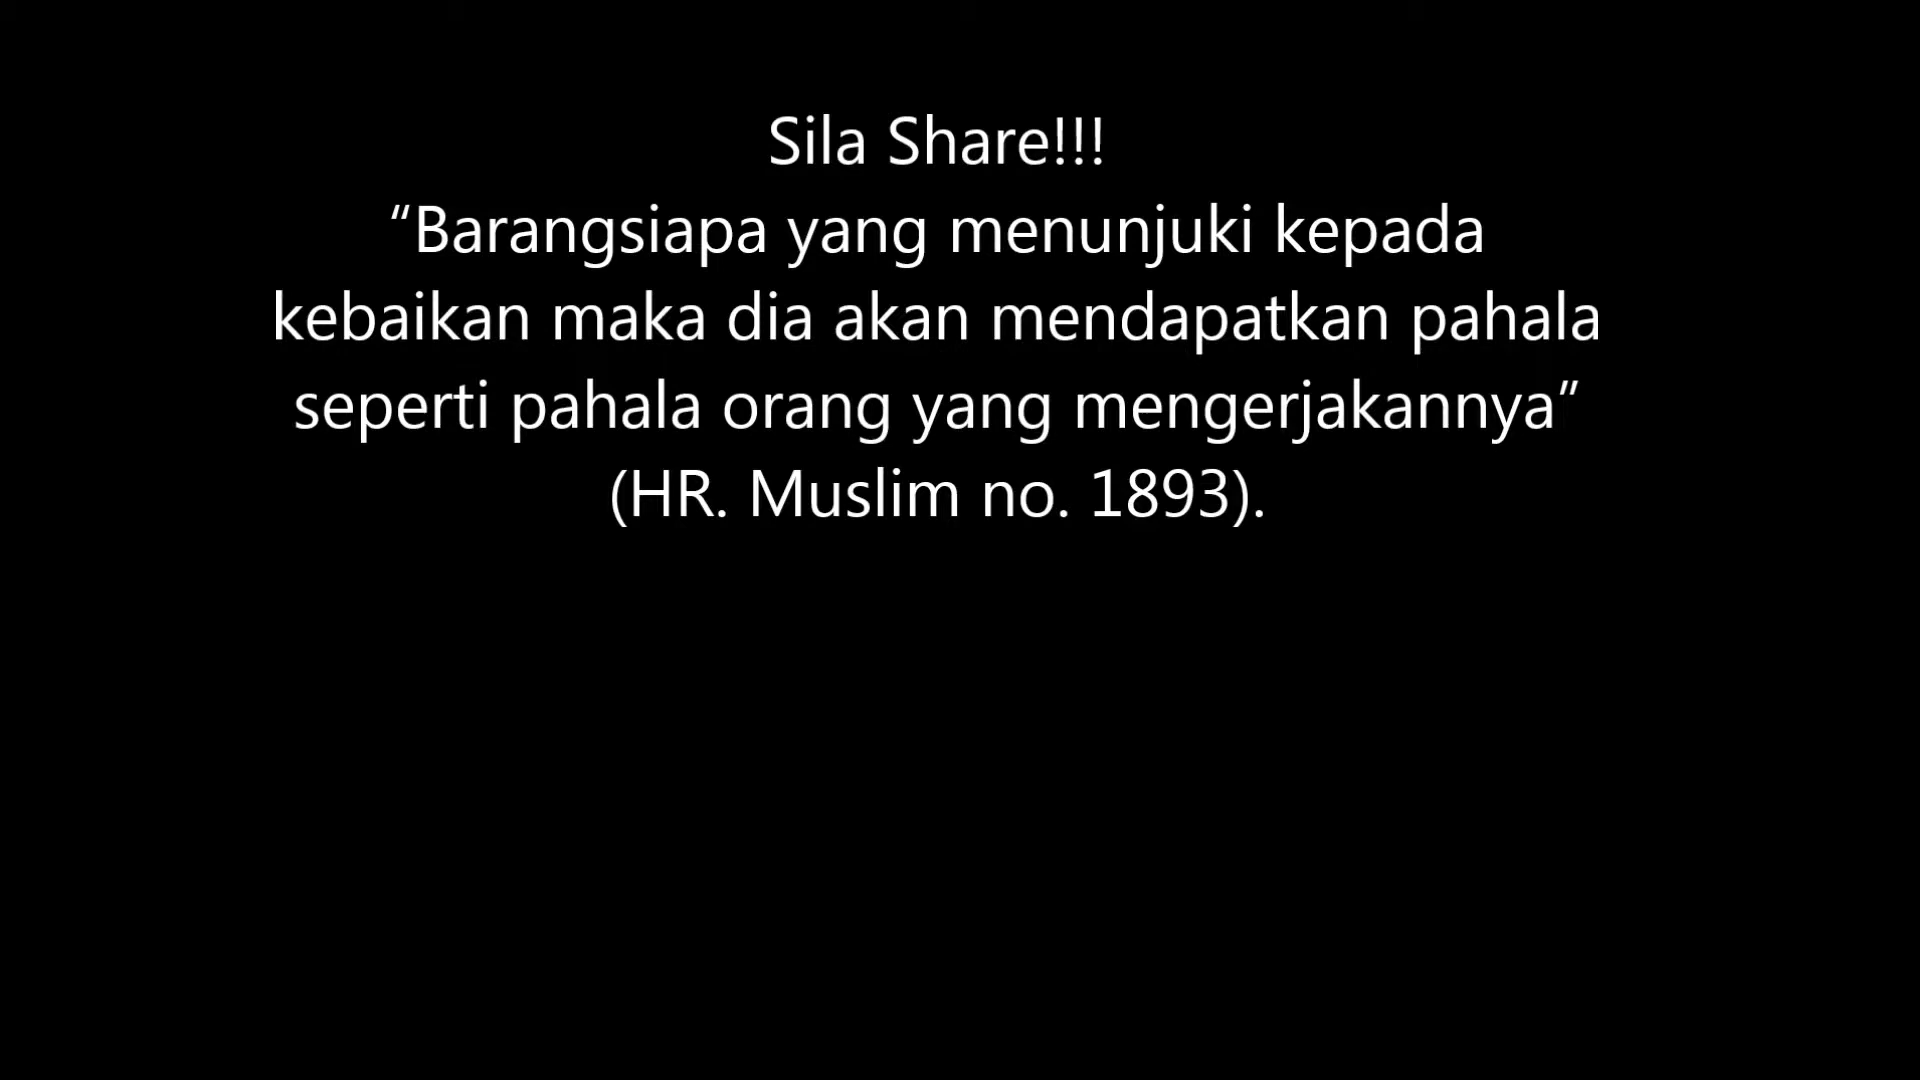 Sila Share!!!
“Barangsiapa yang menunjuki kepada
kebaikan maka dia akan mendapatkan pahala
seperti pahala orang yang mengerjakannya”
(HR. Muslim no. 1893).